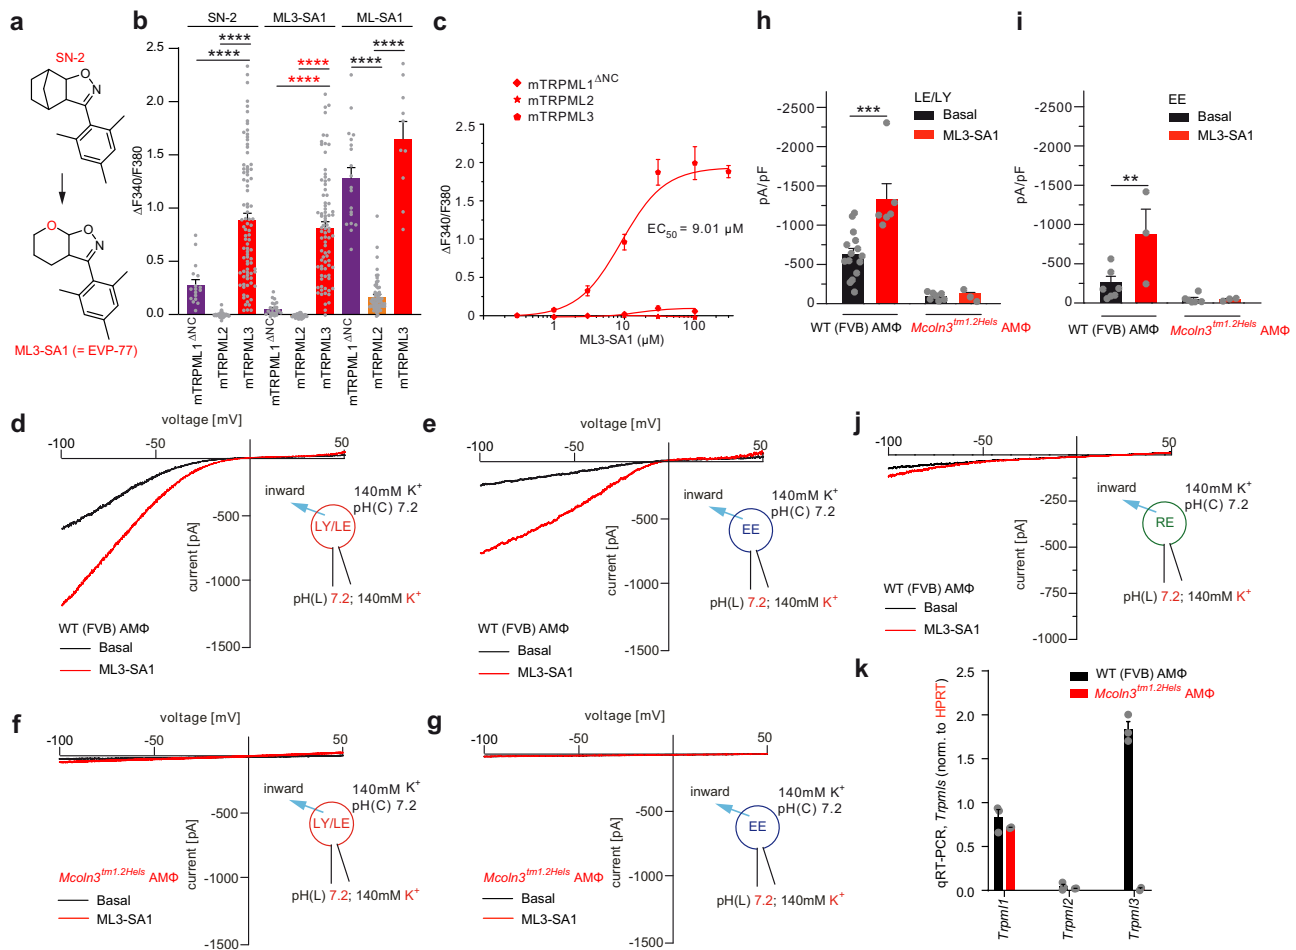 a
SN-2
O
N
O
O
N
ML3-SA1 (= EVP-77)
b
SN-2 ML3-SA1 ML-SA1
**** **** ****
**** **** ****
2.5
2.0
1.5
1.0
0.5
0.0
ΔF340/F380
mTRPML1ΔNC
mTRPML2
mTRPML3
mTRPML1ΔNC
mTRPML2
mTRPML3
mTRPML1ΔNC
mTRPML2
mTRPML3
c
mTRPML1ΔNC
mTRPML2
mTRPML3
2.5
2.0
1.5
1.0
0.5
0
ΔF340/F380
EC50 = 9.01 µM
1 10 100
ML3-SA1 (µM)
h
LE/LY
Basal
ML3-SA1
***
-2500
-2000
-1500
-1000
-500
0
pA/pF
WT (FVB) AMΦ
Mcoln3tm1.2Hels AMΦ
i
EE
Basal
ML3-SA1
**
-2500
-2000
-1500
-1000
-500
0
pA/pF
WT (FVB) AMΦ
Mcoln3tm1.2Hels AMΦ
d
voltage [mV]
-100 -50 50
-500
-1000
-1500
current [pA]
inward
140mM K+
pH(C) 7.2
LY/LE
pH(L) 7.2; 140mM K+
WT (FVB) AMΦ
Basal
ML3-SA1
e
voltage [mV]
-100 -50 50
-500
-1000
-1500
current [pA]
inward
140mM K+
pH(C) 7.2
EE
pH(L) 7.2; 140mM K+
WT (FVB) AMΦ
Basal
ML3-SA1
j
-100 -50 50
-250
-500
-750
-1000
current [pA]
inward
140mM K+
pH(C) 7.2
RE
pH(L) 7.2; 140mM K+
WT (FVB) AMΦ
Basal
ML3-SA1
f
voltage [mV]
-100 -50 50
-500
-1000
-1500
current [pA]
inward
140mM K+
pH(C) 7.2
LY/LE
pH(L) 7.2; 140mM K+
Mcoln3tm1.2Hels AMΦ
Basal
ML3-SA1
g
voltage [mV]
-100 -50 50
-500
-1000
-1500
current [pA]
inward
140mM K+
pH(C) 7.2
EE
pH(L) 7.2; 140mM K+
Mcoln3tm1.2Hels AMΦ
Basal
ML3-SA1
k
WT (FVB) AMΦ
Mcoln3tm1.2Hels AMΦ
2.5
2.0
1.5
1.0
0.5
0.0
qRT-PCR, Trpmls (norm. to HPRT)
Trpml1
Trpml2
Trpml3